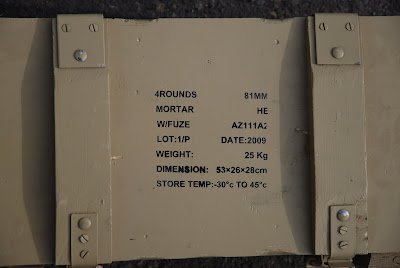 4ROUNDS 81MM
MORTAR HE
W/FUZE AZ111A2
LOT:1/P DATE:2009
WEIGHT: 25 Kg
DIMENSION: 53×26×28cm
STORE TEMP:-30°c TO 45°c